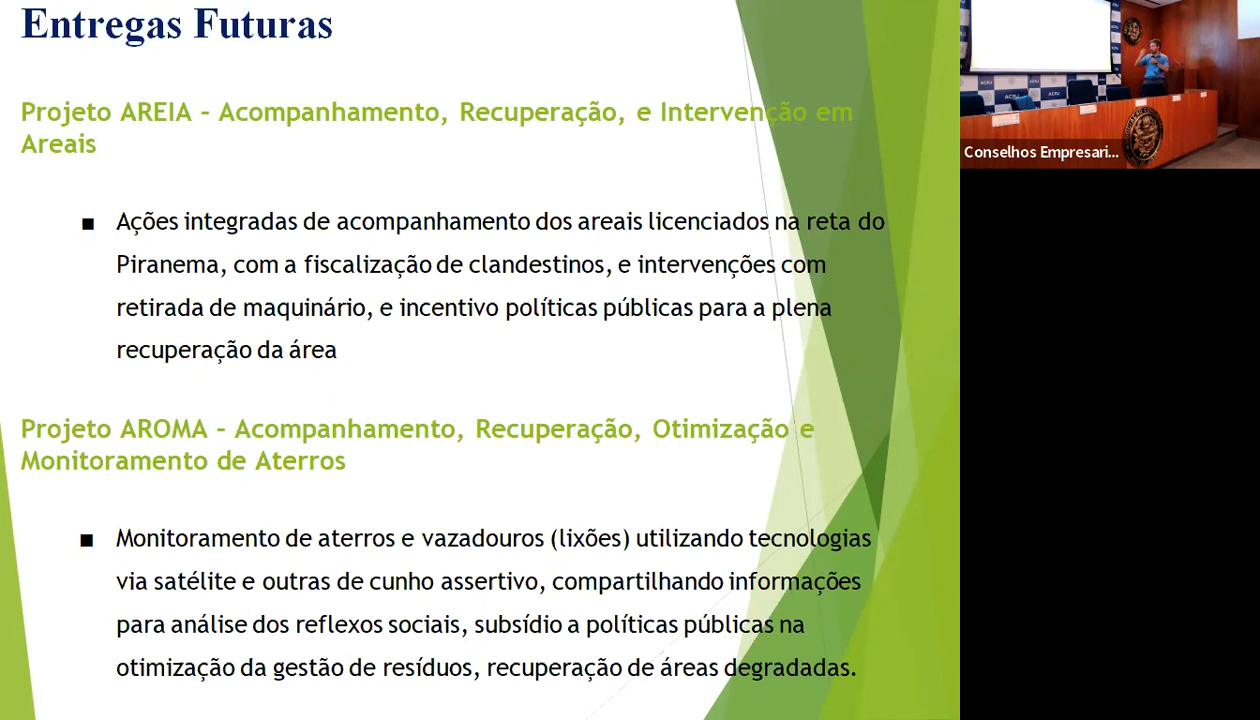 Entregas Futuras
Projeto AREIA – Acompanhamento, Recuperação, e Intervenção em
Areais
▪ Ações integradas de acompanhamento dos areais licenciados na reta do
Piranema, com a fiscalização de clandestinos, e intervenções com
retirada de maquinário, e incentivo políticas públicas para a plena
recuperação da área
Projeto AROMA – Acompanhamento, Recuperação, Otimização e
Monitoramento de Aterros
▪ Monitoramento de aterros e vazadouros (lixões) utilizando tecnologias
via satélite e outras de cunho assertivo, compartilhando informações
para análise dos reflexos sociais, subsídio a políticas públicas na
otimização da gestão de resíduos, recuperação de áreas degradadas.
ACRJ
ACRJ
Conselhos Empresari...